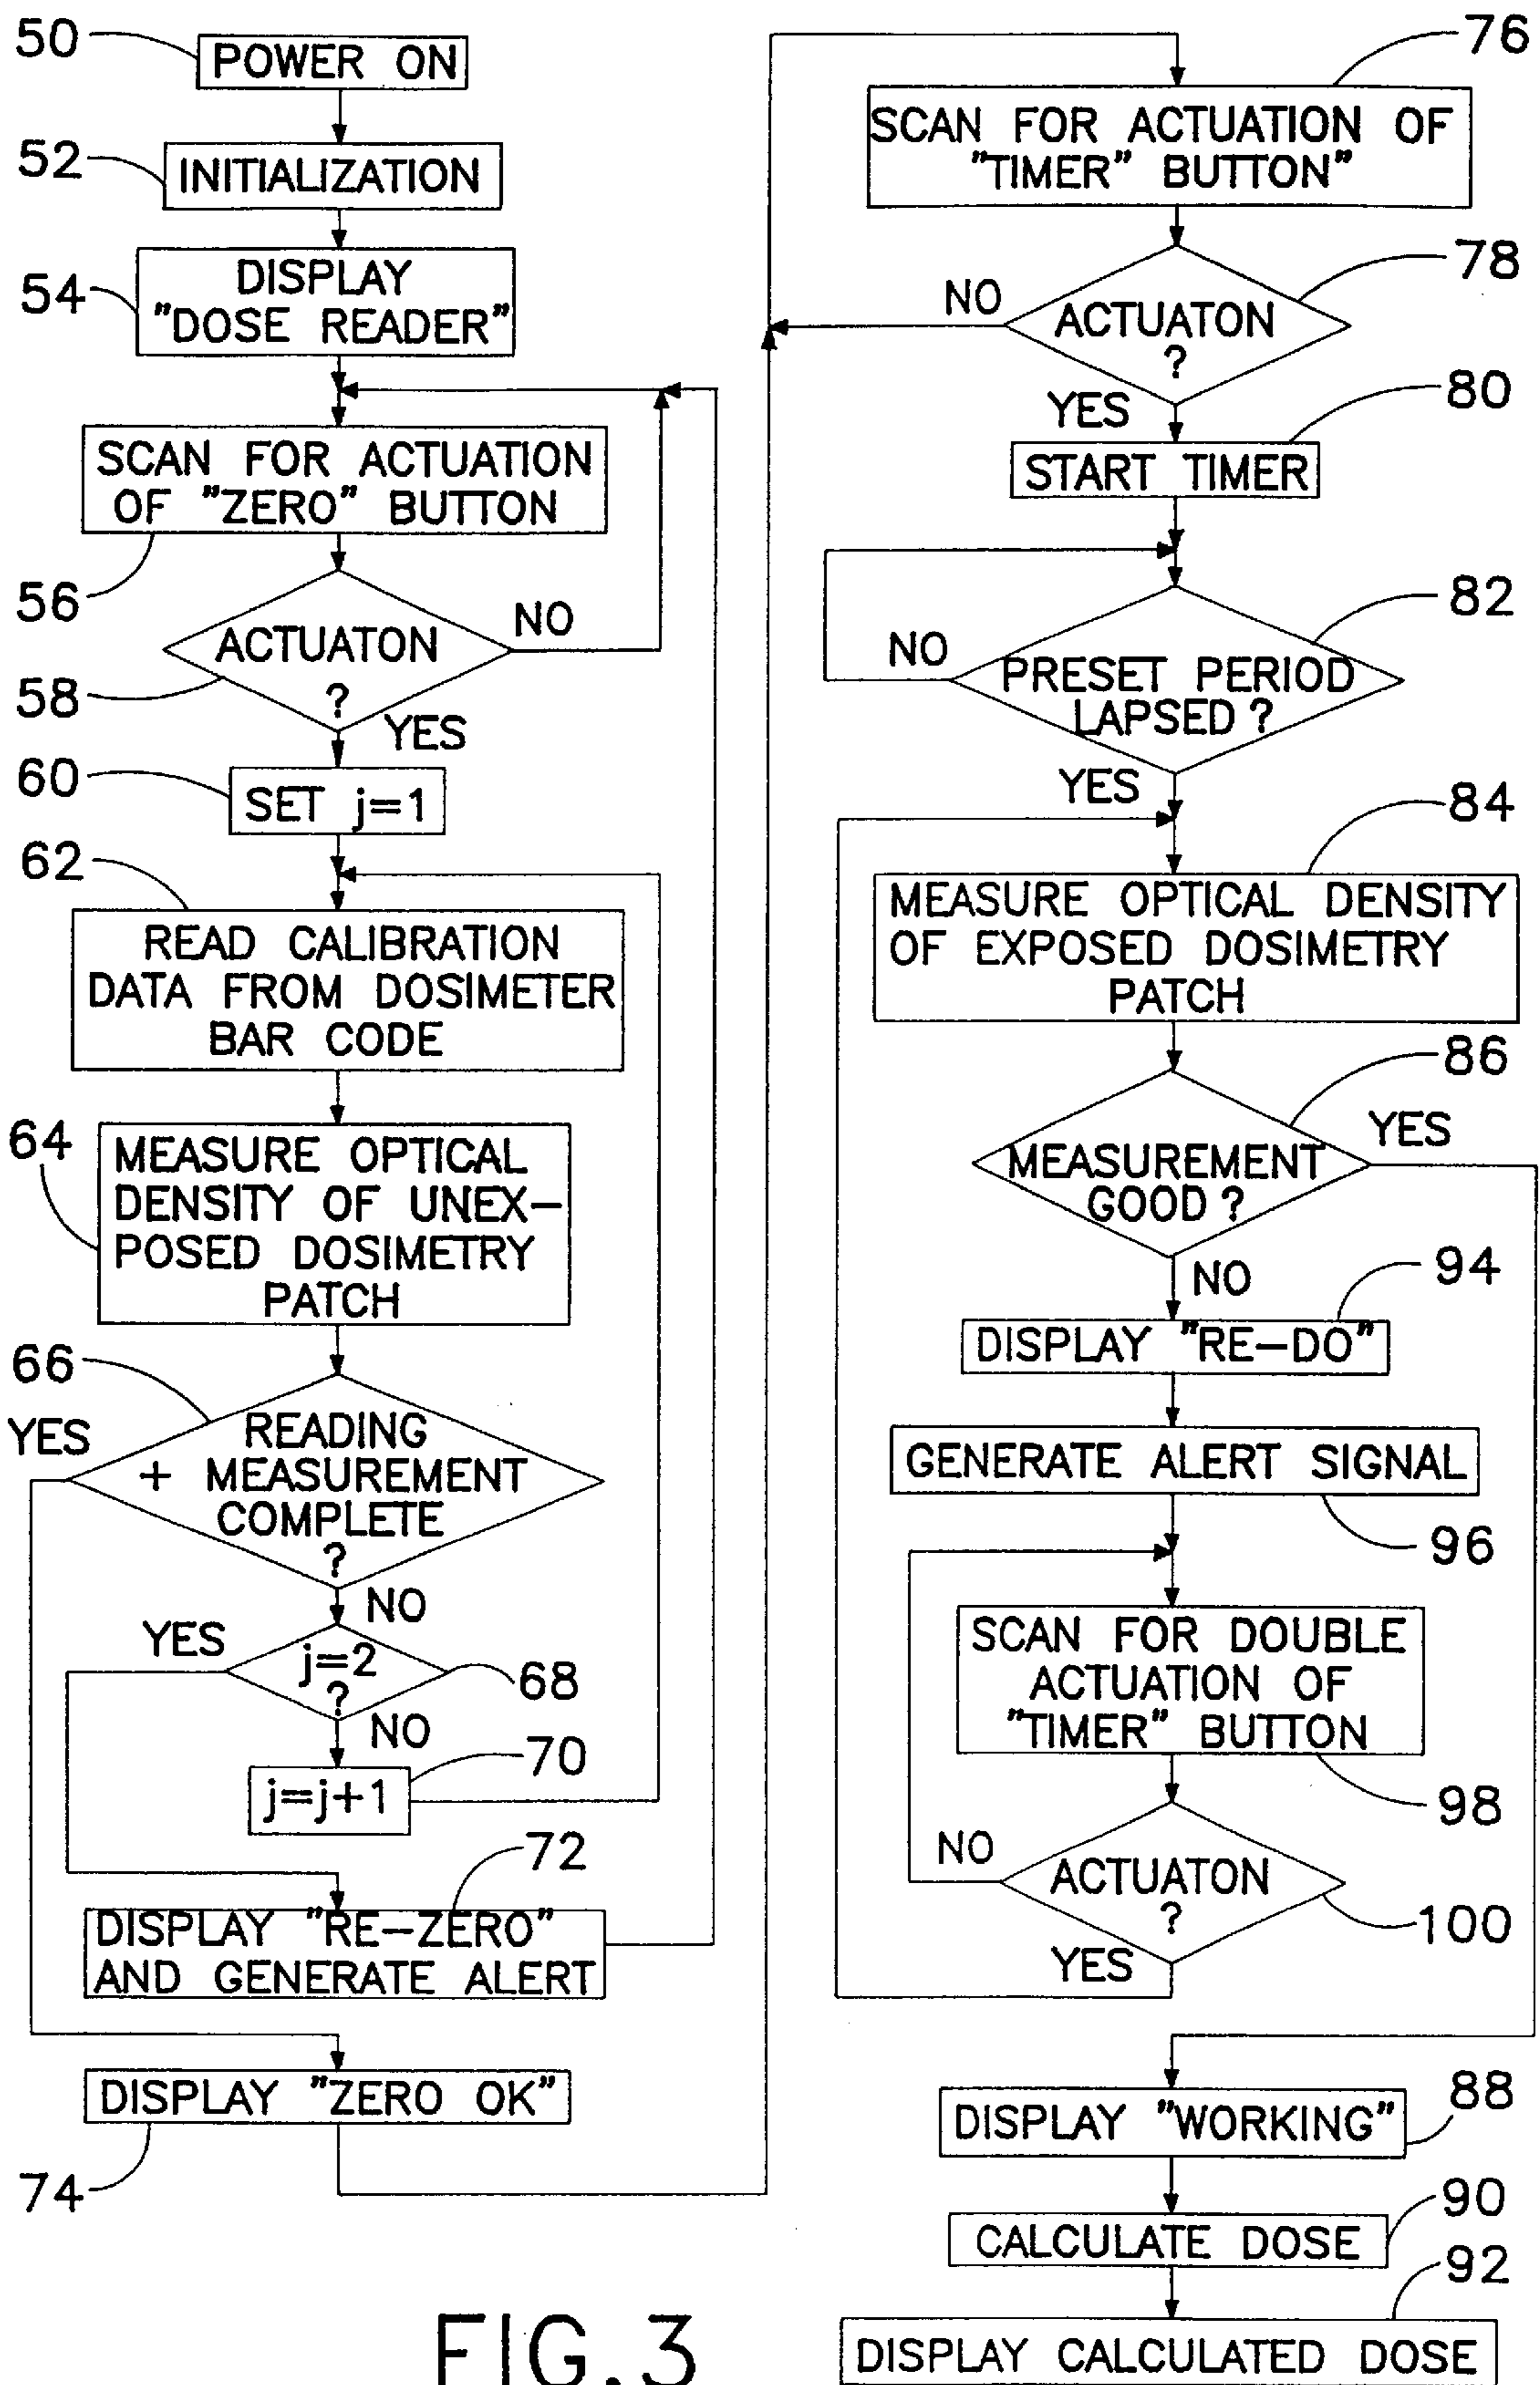 50
POWER ON
52
INITIALIZATION
54
DISPLAY
"DOSE READER"
SCAN FOR ACTUATION
OF "ZERO" BUTTON
56
ACTUATON
?
NO
58
YES
60
SET j=1
62
READ CALIBRATION
DATA FROM DOSIMETER
BAR CODE
64
MEASURE OPTICAL
DENSITY OF UNEX-
POSED DOSIMETRY
PATCH
66
YES
READING
+ MEASUREMENT
COMPLETE
?
NO
YES
j=2
?
68
NO
70
j=j+1
72
DISPLAY "RE-ZERO"
AND GENERATE ALERT
DISPLAY "ZERO OK"
74
76
SCAN FOR ACTUATION OF
"TIMER" BUTTON"
78
NO
ACTUATON
?
80
YES
START TIMER
82
NO
PRESET PERIOD
LAPSED ?
YES
84
MEASURE OPTICAL DENSITY
OF EXPOSED DOSIMETRY
PATCH
86
YES
MEASUREMENT
GOOD ?
NO
94
DISPLAY "RE-DO"
GENERATE ALERT SIGNAL
96
SCAN FOR DOUBLE
ACTUATION OF
"TIMER" BUTTON
98
NO
ACTUATON
?
100
YES
DISPLAY "WORKING"
88
90
CALCULATE DOSE
92
DISPLAY CALCULATED DOSE
FIG.3